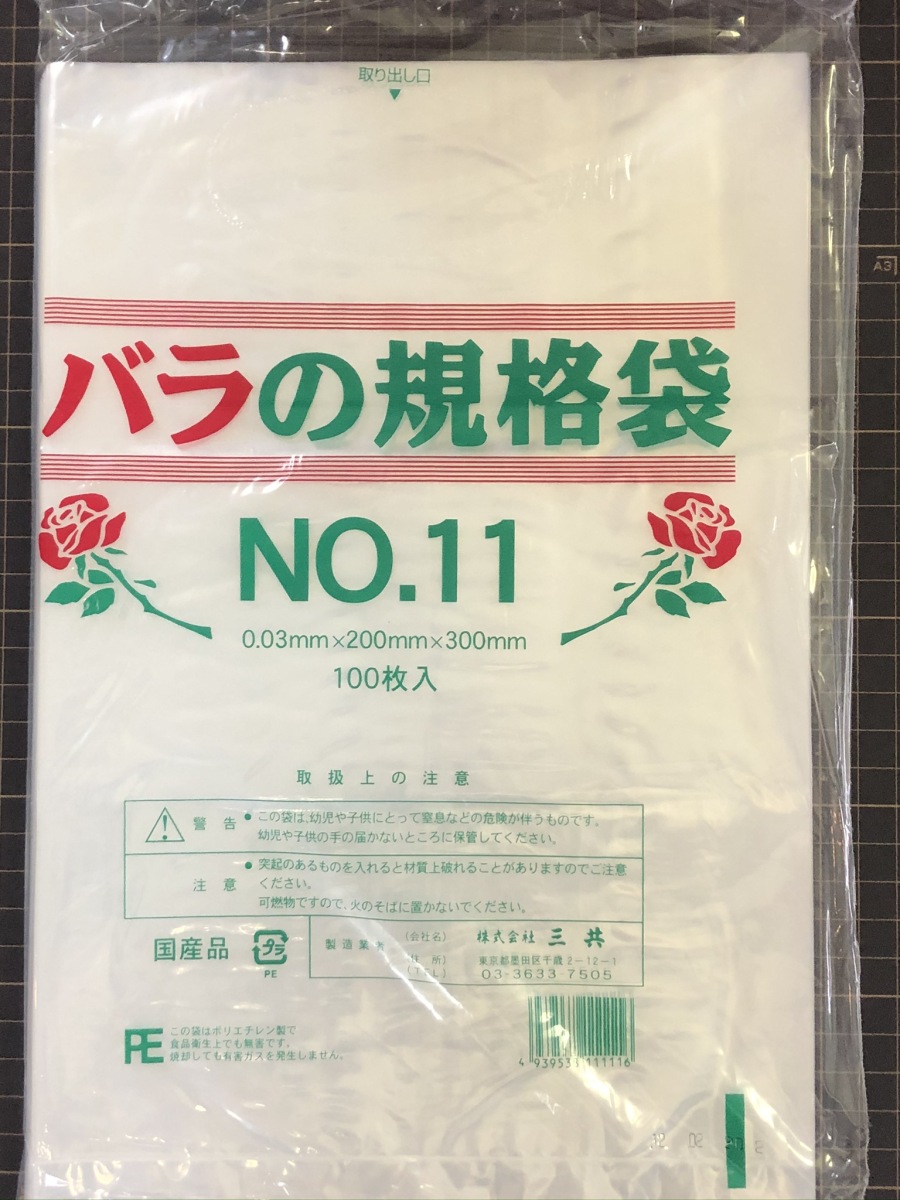 取り出し口
▼
A3
バラの規格袋
NO.11
0.03mm×200mm×300mm
100枚入
取扱上の注意
警告 ●この袋は、幼児や子供にとって窒息などの危険が伴うものです。
幼児や子供の手の届かないところに保管してください。
注意 ●突起のあるものを入れると材質上破れることがありますのでご注意
ください。
可燃物ですので、火のそばに置かないでください。
国産品 プラ PE
製造業者 (会社名) 株式会社 三共
(住所) 東京都墨田区千歳2-12-1
(TEL) 03-3633-7505
PE この袋はポリエチレン製で
食品衛生上でも無害です。
焼却しても有害ガスを発生しません。
4 939533 111116